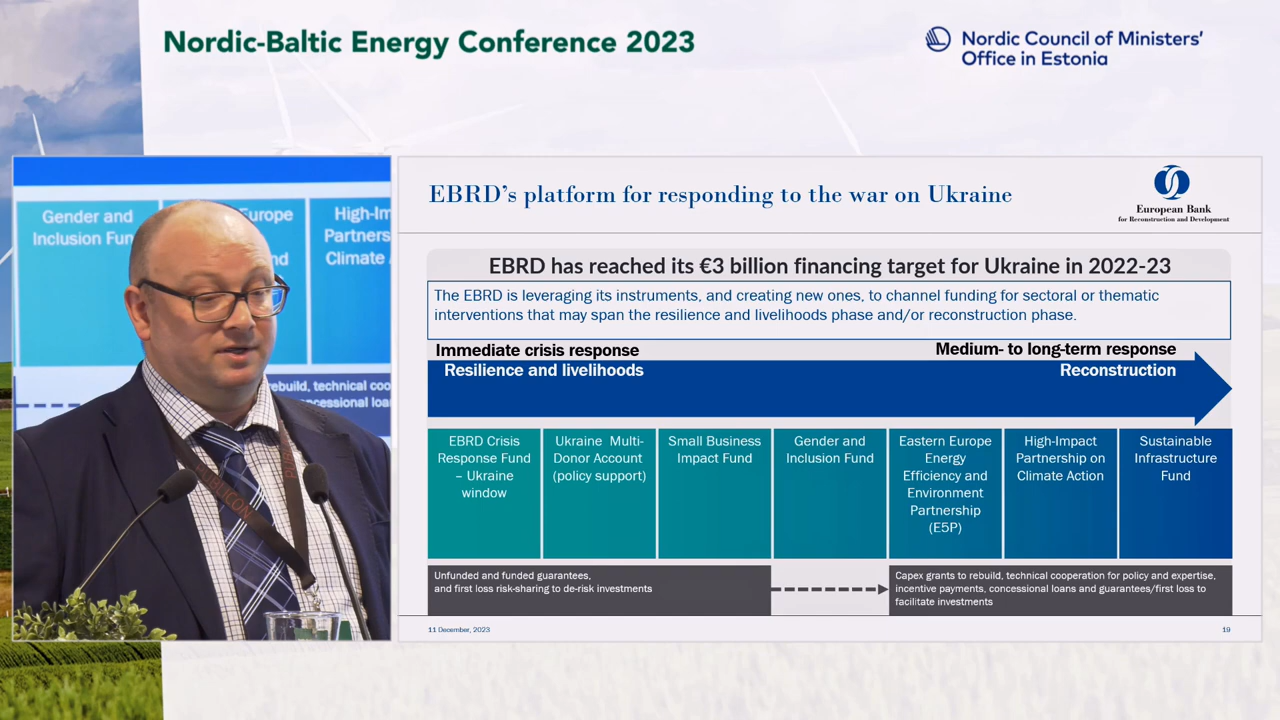 Nordic-Baltic Energy Conference 2023
Nordic Council of Ministers'
Office in Estonia
Gender and
Inclusion Fun
Europe
nd
High-Im
Partners
Climate
rebuild, technical coo
ncessional loa
EBRD's platform for responding to the war on Ukraine
European Bank
for Reconstruction and Development
EBRD has reached its €3 billion financing target for Ukraine in 2022-23
The EBRD is leveraging its instruments, and creating new ones, to channel funding for sectoral or thematic
interventions that may span the resilience and livelihoods phase and/or reconstruction phase.
Immediate crisis response
Medium- to long-term response
Resilience and livelihoods
Reconstruction
EBRD Crisis
Response Fund
– Ukraine
window
Ukraine Multi-
Donor Account
(policy support)
Small Business
Impact Fund
Gender and
Inclusion Fund
Eastern Europe
Energy
Efficiency and
Environment
Partnership
(E5P)
High-Impact
Partnership on
Climate Action
Sustainable
Infrastructure
Fund
Unfunded and funded guarantees,
and first loss risk-sharing to de-risk investments
Capex grants to rebuild, technical cooperation for policy and expertise,
incentive payments, concessional loans and guarantees/first loss to
facilitate investments
11 December, 2023
19